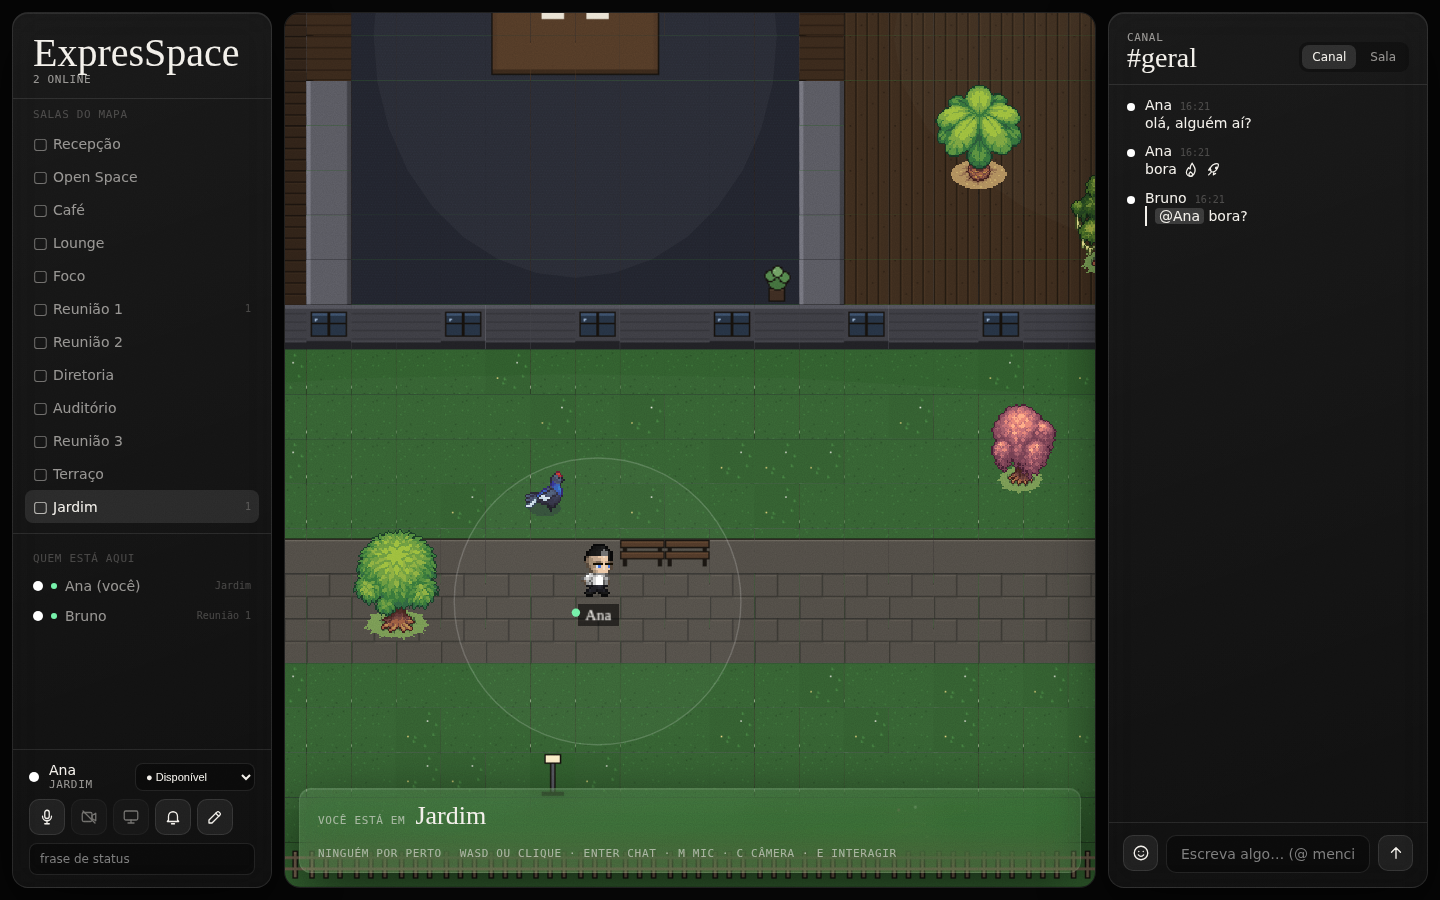 ExpresSpace
2 ONLINE
SALAS DO MAPA
Recepção
Open Space
Café
Lounge
Foco
Reunião 1 1
Reunião 2
Diretoria
Auditório
Reunião 3
Terraço
Jardim 1
QUEM ESTÁ AQUI
Ana (você) Jardim
Bruno Reunião 1
Ana
JARDIM
● Disponível
frase de status
Ana
VOCÊ ESTÁ EM Jardim
NINGUÉM POR PERTO WASD OU CLIQUE · ENTER CHAT · M MIC · C CÂMERA · E INTERAGIR
CANAL
#geral
Canal Sala
Ana 16:21
olá, alguém aí?
Ana 16:21
bora
Bruno 16:21
@Ana bora?
Escreva algo… (@ menci